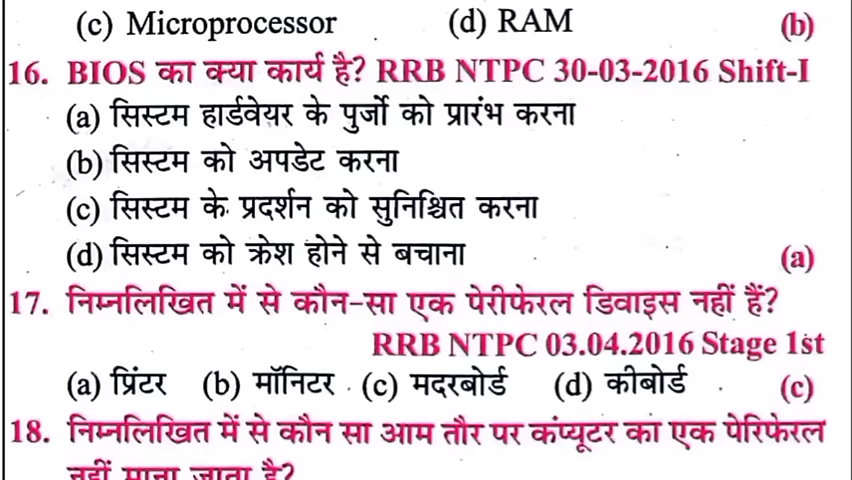 (c) Microprocessor (d) RAM (b)
16. BIOS का क्या कार्य है? RRB NTPC 30-03-2016 Shift-I
(a) सिस्टम हार्डवेयर के पुर्जो को प्रारंभ करना
(b) सिस्टम को अपडेट करना
(c) सिस्टम के प्रदर्शन को सुनिश्चित करना
(d) सिस्टम को क्रेश होने से बचाना (a)
17. निम्नलिखित में से कौन-सा एक पेरीफेरल डिवाइस नहीं हैं?
RRB NTPC 03.04.2016 Stage 1st
(a) प्रिंटर (b) मॉनिटर (c) मदरबोर्ड (d) कीबोर्ड (c)
18. निम्नलिखित में से कौन सा आम तौर पर कंप्यूटर का एक पेरिफेरल
नहीं माना जाता है?